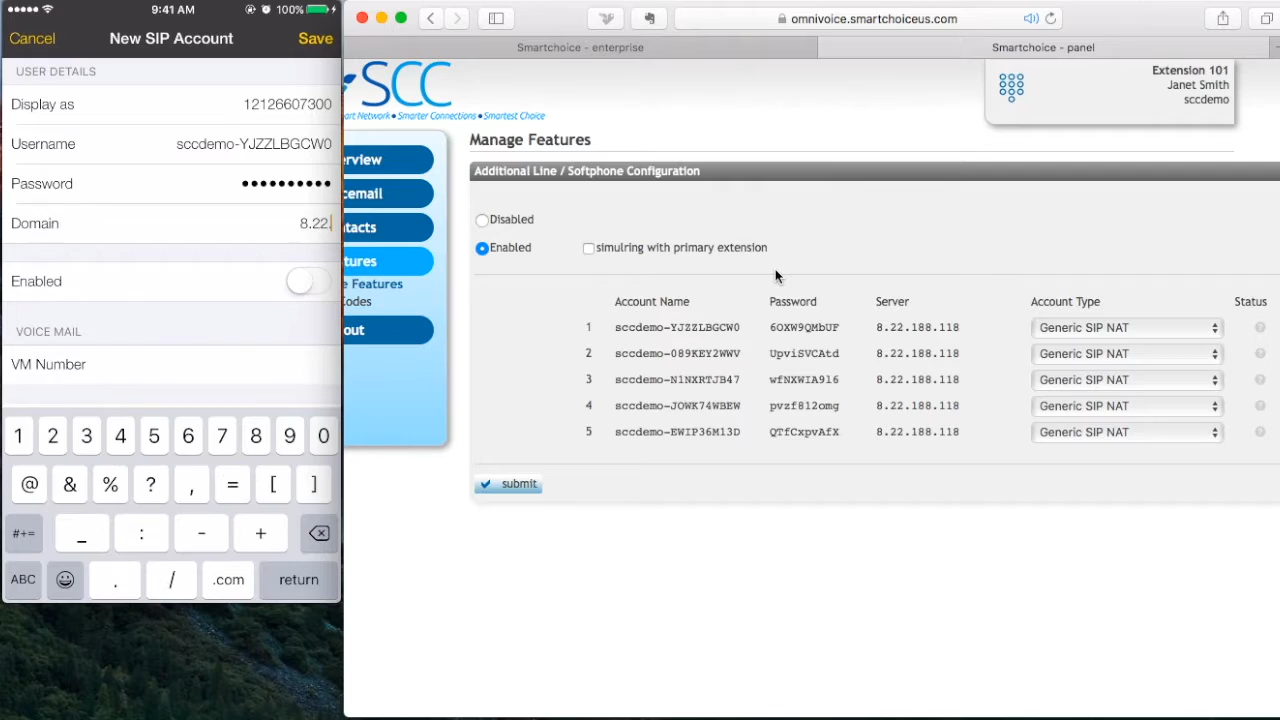 9:41 AM
100%
Cancel New SIP Account Save
USER DETAILS
Display as 12126607300
Username sccdemo-YJZZLBGCW0
Password ••••••••••
Domain 8.22.
Enabled
VOICE MAIL
VM Number
1 2 3 4 5 6 7 8 9 0
@ & % ? , = [ ]
#+= _ : - +
ABC . / .com return
omnivoice.smartchoiceus.com
Smartchoice - enterprise
Smartchoice - panel
SCC
art Network • Smarter Connections • Smartest Choice
Extension 101
Janet Smith
sccdemo
erview
cemail
ntacts
tures
e Features
Codes
out
Manage Features
Additional Line / Softphone Configuration
Disabled
Enabled simulring with primary extension
Account Name Password Server Account Type Status
1 sccdemo-YJZZLBGCW0 6OXW9QMbUF 8.22.188.118 Generic SIP NAT
2 sccdemo-089KEY2WWV UpviSVCAtd 8.22.188.118 Generic SIP NAT
3 sccdemo-N1NXRTJB47 wfNXWIA9l6 8.22.188.118 Generic SIP NAT
4 sccdemo-JOWK74WBEW pvzf812omg 8.22.188.118 Generic SIP NAT
5 sccdemo-EWIP36M13D QTfCxpvAfX 8.22.188.118 Generic SIP NAT
submit